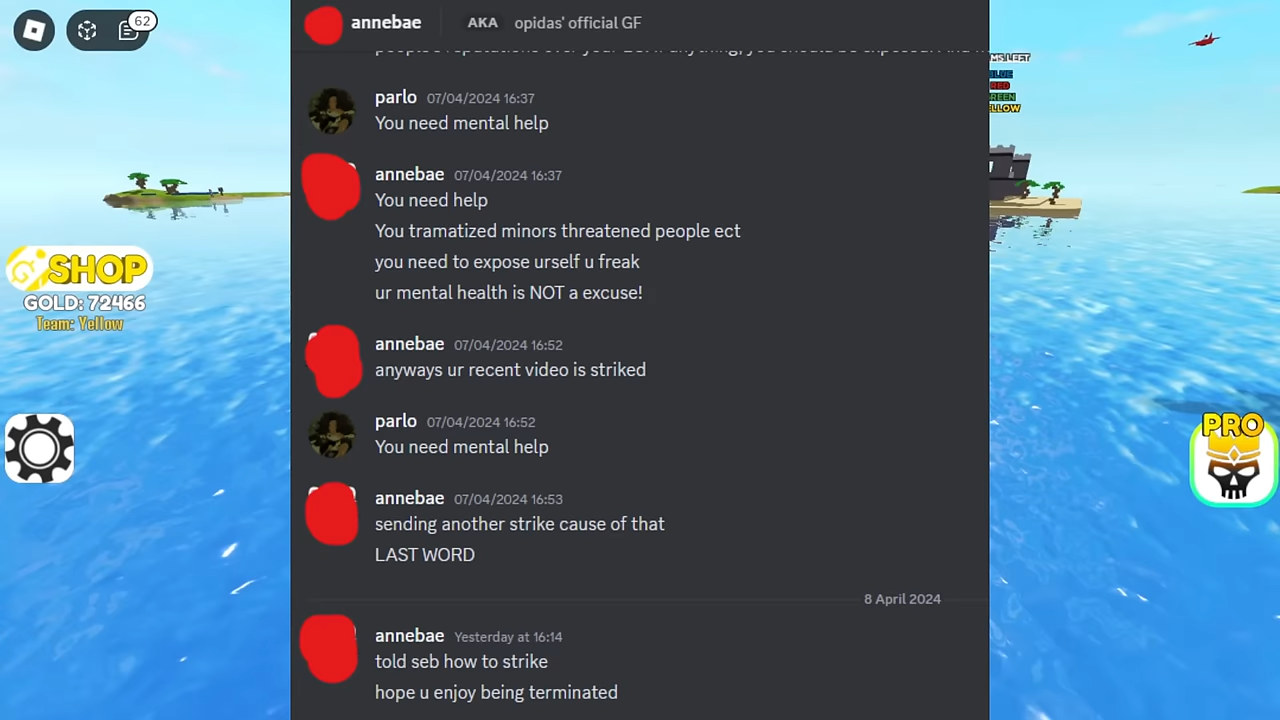 62
annebae AKA opidas' official GF
parlo 07/04/2024 16:37
You need mental help
annebae 07/04/2024 16:37
You need help
You tramatized minors threatened people ect
you need to expose urself u freak
ur mental health is NOT a excuse!
annebae 07/04/2024 16:52
anyways ur recent video is striked
parlo 07/04/2024 16:52
You need mental help
annebae 07/04/2024 16:53
sending another strike cause of that
LAST WORD
8 April 2024
annebae Yesterday at 16:14
told seb how to strike
hope u enjoy being terminated
G SHOP
GOLD: 72466
Team: Yellow
MS LEFT
BLUE
RED
REEN
ELLOW
PRO